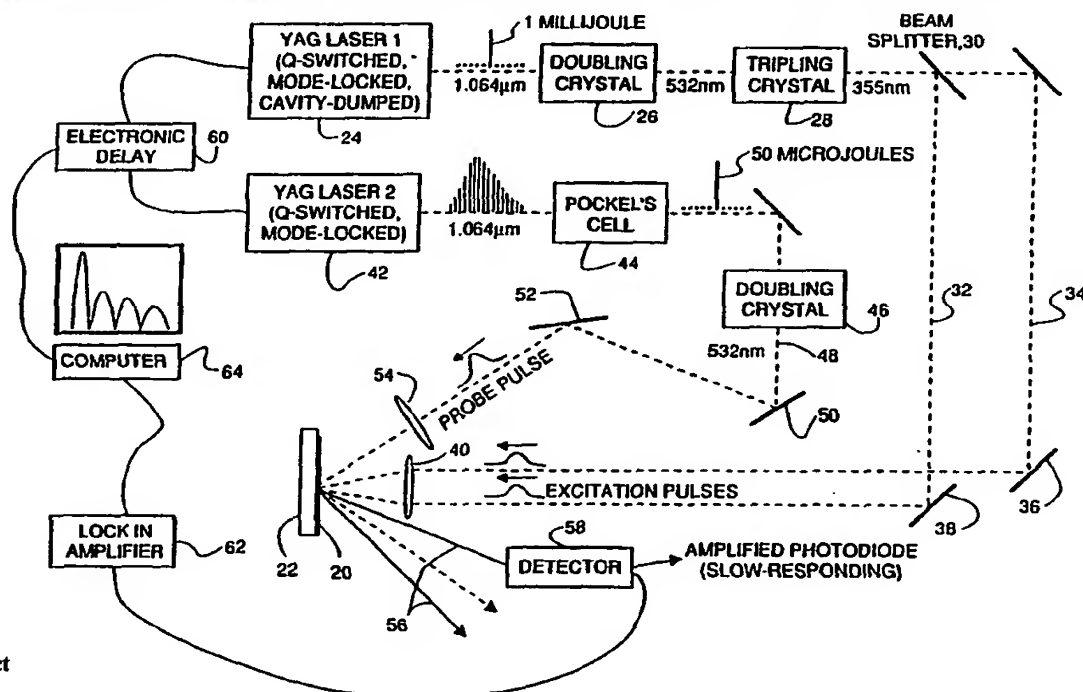 1 MILLIJOULE
BEAM
SPLITTER,30
YAG LASER 1
(Q-SWITCHED,
MODE-LOCKED,
CAVITY-DUMPED)
24
1.064µm
DOUBLING
CRYSTAL
26
532nm
TRIPLING
CRYSTAL
28
355nm
ELECTRONIC
DELAY
60
50 MICROJOULES
YAG LASER 2
(Q-SWITCHED,
MODE-LOCKED)
42
1.064µm
POCKEL'S
CELL
44
DOUBLING
CRYSTAL
46
532nm
48
32
34
52
50
COMPUTER
64
54
PROBE PULSE
40
EXCITATION PULSES
36
38
LOCK IN
AMPLIFIER
62
22
20
56
58
DETECTOR
AMPLIFIED PHOTODIODE
(SLOW-RESPONDING)